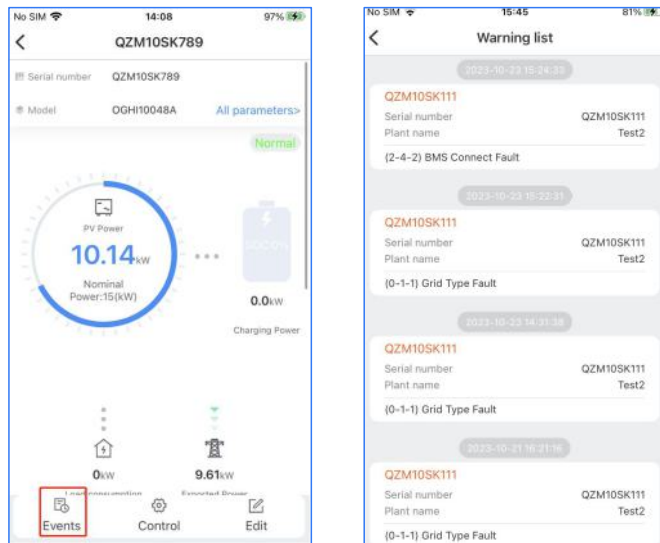 No SIM 14:08 97%
QZM10SK789
Serial number QZM10SK789
Model OGHI10048A All parameters>
Normal
PV Power
10.14kW
Nominal
Power:15(kW)
0.0kW
Charging Power
0kW 9.61kW
Load consumption Exported Power
Events Control Edit
No SIM 15:45 81%
Warning list
2023-10-23 15:24:35
QZM10SK111
Serial number QZM10SK111
Plant name Test2
(2-4-2) BMS Connect Fault
2023-10-23 15:22:31
QZM10SK111
Serial number QZM10SK111
Plant name Test2
(0-1-1) Grid Type Fault
2023-10-23 14:31:38
QZM10SK111
Serial number QZM10SK111
Plant name Test2
(0-1-1) Grid Type Fault
2023-10-21 16:21:16
QZM10SK111
Serial number QZM10SK111
Plant name Test2
(0-1-1) Grid Type Fault